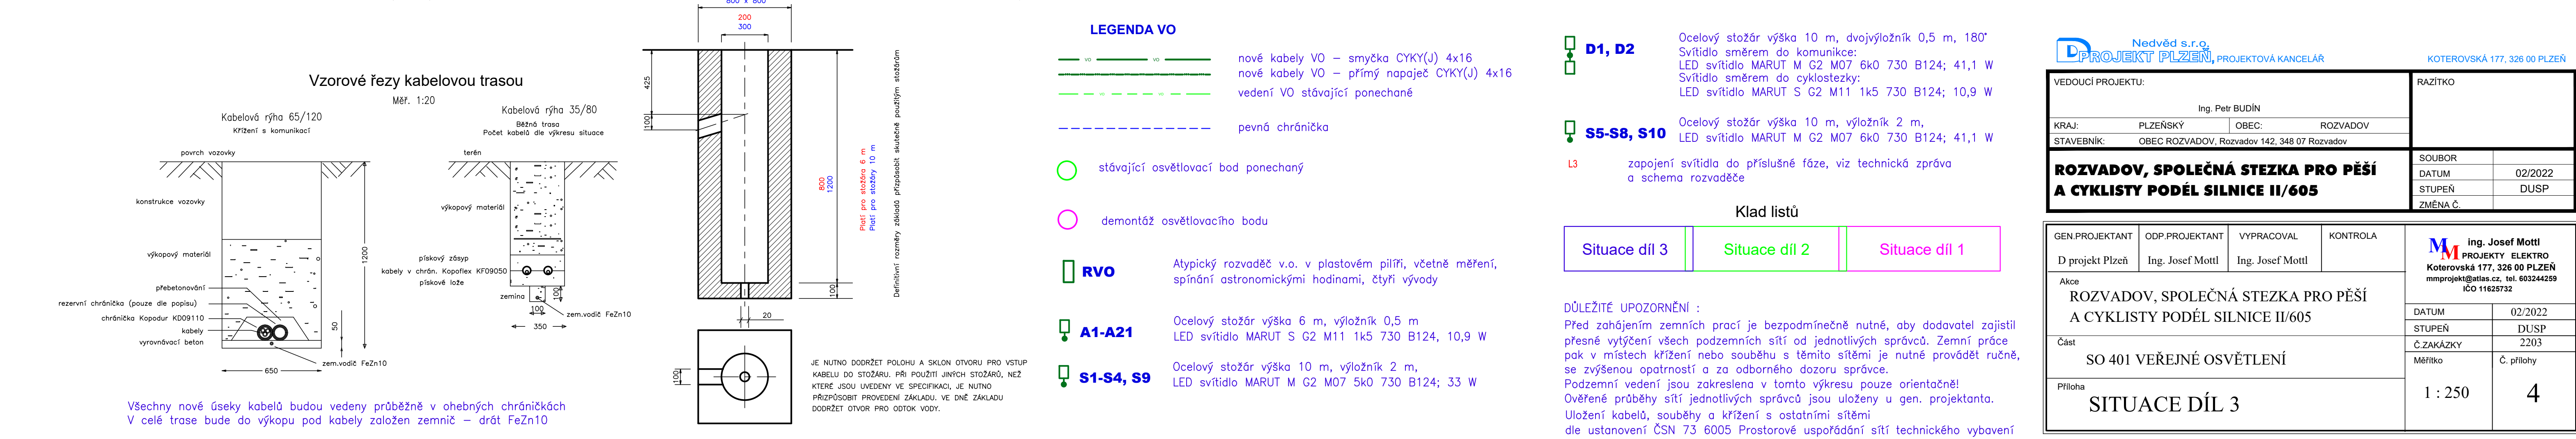 Vzorové řezy kabelovou trasou
Měř. 1:20
Kabelová rýha 65/120
Křížení s komunikací
povrch vozovky
konstrukce vozovky
výkopový materiál
přebetonování
rezervní chránička (pouze dle popisu)
chránička Kopodur KD09110
kabely
vyrovnávací beton
1200
50
zem.vodič FeZn10
650
Kabelová rýha 35/80
Běžná trasa
Počet kabelů dle výkresu situace
terén
výkopový materiál
pískový zásyp
kabely v chrán. Kopoflex KF09050
pískové lože
zemina
100
100
zem.vodič FeZn10
350
Všechny nové úseky kabelů budou vedeny průběžně v ohebných chráničkách
V celé trase bude do výkopu pod kabely založen zemnič – drát FeZn10
800 x 800
200
300
425
100
800
1200
100
20
100
Platí pro stožára 6 m
Platí pro stožáry 10 m
Definitivní rozměry základů přizpůsobit skutečně použitým stožárům
JE NUTNO DODRŽET POLOHU A SKLON OTVORU PRO VSTUP
KABELU DO STOŽÁRU. PŘI POUŽITÍ JINÝCH STOŽÁRŮ, NEŽ
KTERÉ JSOU UVEDENY VE SPECIFIKACI, JE NUTNO
PŘIZPŮSOBIT PROVEDENÍ ZÁKLADU. VE DNĚ ZÁKLADU
DODRŽET OTVOR PRO ODTOK VODY.
LEGENDA VO
VO VO
nové kabely VO – smyčka CYKY(J) 4x16
nové kabely VO – přímý napaječ CYKY(J) 4x16
vedení VO stávající ponechané
pevná chránička
stávající osvětlovací bod ponechaný
demontáž osvětlovacího bodu
RVO
Atypický rozvaděč v.o. v plastovém pilíři, včetně měření,
spínání astronomickými hodinami, čtyři vývody
A1-A21
Ocelový stožár výška 6 m, výložník 0,5 m
LED svítidlo MARUT S G2 M11 1k5 730 B124, 10,9 W
S1-S4, S9
Ocelový stožár výška 10 m, výložník 2 m,
LED svítidlo MARUT M G2 M07 5k0 730 B124; 33 W
D1, D2
Ocelový stožár výška 10 m, dvojvýložník 0,5 m, 180°
Svítidlo směrem do komunikce:
LED svítidlo MARUT M G2 M07 6k0 730 B124; 41,1 W
Svítidlo směrem do cyklostezky:
LED svítidlo MARUT S G2 M11 1k5 730 B124; 10,9 W
S5-S8, S10
Ocelový stožár výška 10 m, výložník 2 m,
LED svítidlo MARUT M G2 M07 6k0 730 B124; 41,1 W
L3
zapojení svítidla do příslušné fáze, viz technická zpráva
a schema rozvaděče
Klad listů
Situace díl 3
Situace díl 2
Situace díl 1
DŮLEŽITÉ UPOZORNĚNÍ :
Před zahájením zemních prací je bezpodmínečně nutné, aby dodavatel zajistil
přesné vytýčení všech podzemních sítí od jednotlivých správců. Zemní práce
pak v místech křížení nebo souběhu s těmito sítěmi je nutné provádět ručně,
se zvýšenou opatrností a za odborného dozoru správce.
Podzemní vedení jsou zakreslena v tomto výkresu pouze orientačně!
Ověřené průběhy sítí jednotlivých správců jsou uloženy u gen. projektanta.
Uložení kabelů, souběhy a křížení s ostatními sítěmi
dle ustanovení ČSN 73 6005 Prostorové uspořádání sítí technického vybavení
Nedvěd s.r.o.
D PROJEKT PLZEŇ, PROJEKTOVÁ KANCELÁŘ
KOTEROVSKÁ 177, 326 00 PLZEŇ
VEDOUCÍ PROJEKTU:
Ing. Petr BUDÍN
RAZÍTKO
KRAJ: PLZEŇSKÝ OBEC: ROZVADOV
STAVEBNÍK: OBEC ROZVADOV, Rozvadov 142, 348 07 Rozvadov
ROZVADOV, SPOLEČNÁ STEZKA PRO PĚŠÍ
A CYKLISTY PODÉL SILNICE II/605
SOUBOR
DATUM 02/2022
STUPEŇ DUSP
ZMĚNA Č.
GEN.PROJEKTANT ODP.PROJEKTANT VYPRACOVAL KONTROLA
D projekt Plzeň Ing. Josef Mottl Ing. Josef Mottl
MM ing. Josef Mottl
PROJEKTY ELEKTRO
Koterovská 177, 326 00 PLZEŇ
mmprojekt@atlas.cz, tel. 603244259
IČO 11625732
Akce
ROZVADOV, SPOLEČNÁ STEZKA PRO PĚŠÍ
A CYKLISTY PODÉL SILNICE II/605
DATUM 02/2022
STUPEŇ DUSP
Č.ZAKÁZKY 2203
Část
SO 401 VEŘEJNÉ OSVĚTLENÍ
Měřítko Č. přílohy
1 : 250 4
Příloha
SITUACE DÍL 3